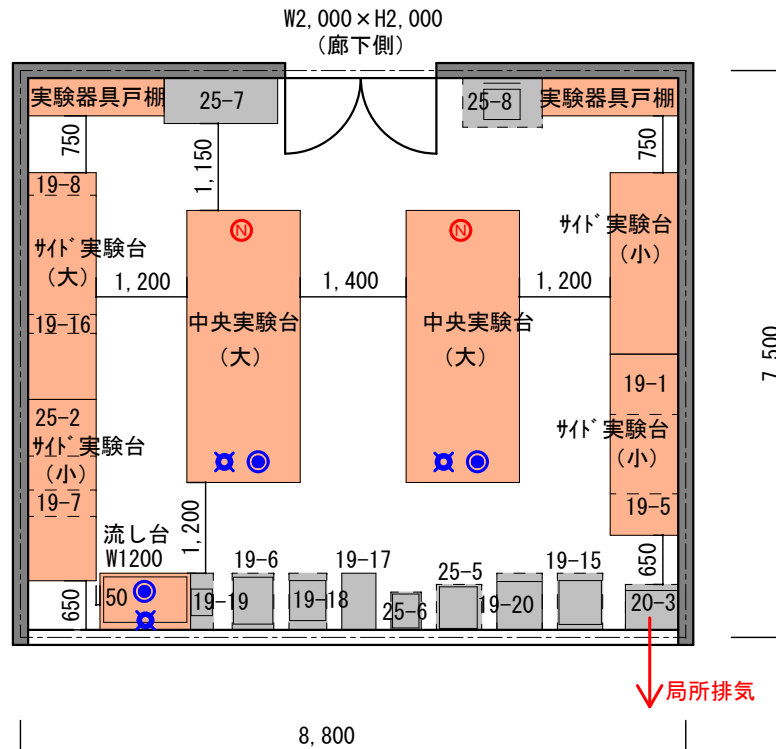 W2,000×H2,000
（廊下側）
実験器具戸棚
25-7
25-8
実験器具戸棚
750
1,150
750
19-8
N
N
ｻｲﾄﾞ実験台
（大）
ｻｲﾄﾞ実験台
（小）
1,200
1,400
1,200
19-16
中央実験台
（大）
中央実験台
（大）
7,500
19-1
25-2
ｻｲﾄﾞ実験台
（小）
ｻｲﾄﾞ実験台
（小）
19-7
19-5
流し台
W1200
1,200
19-6
19-17
25-5
19-15
650
650
50
19-19
19-18
25-6
19-20
20-3
局所排気
8,800